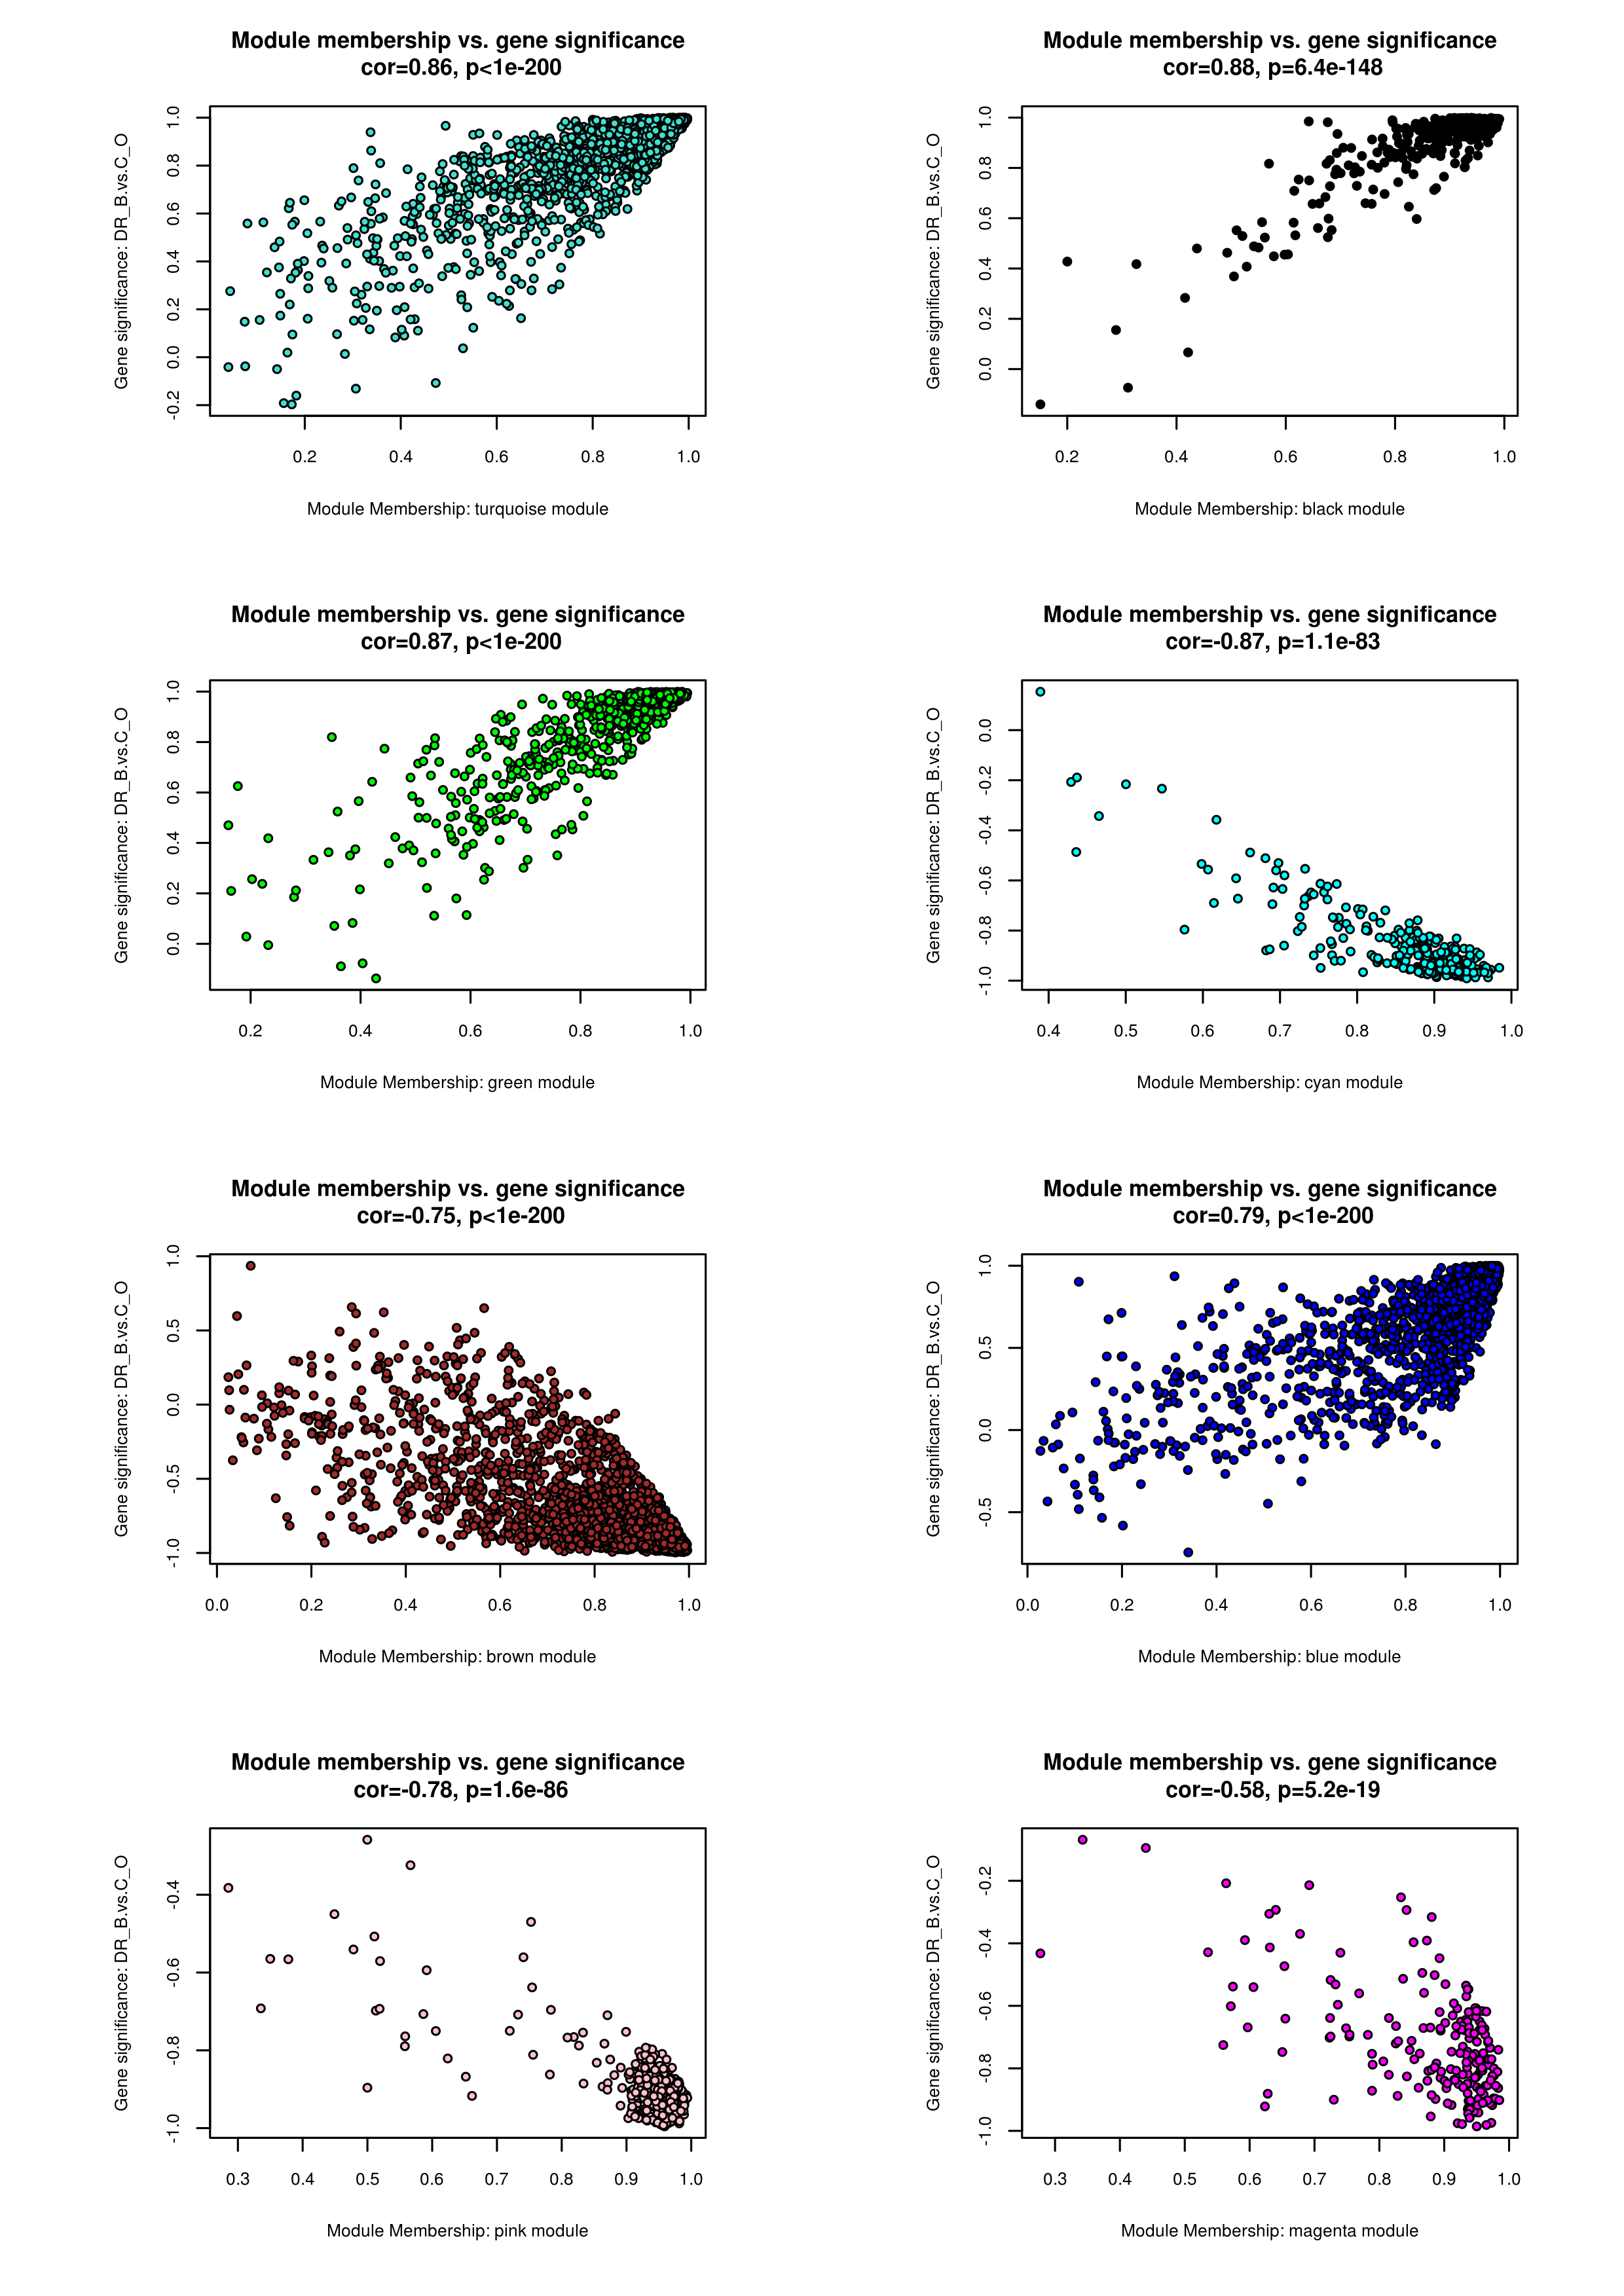 Module membership vs. gene significance
cor=0.86, p<1e-200
Gene significance: DR_B.vs.C_O
1.0
0.8
0.6
0.4
0.2
0.0
-0.2
0.2 0.4 0.6 0.8 1.0
Module Membership: turquoise module
Module membership vs. gene significance
cor=0.88, p=6.4e-148
Gene significance: DR_B.vs.C_O
1.0
0.8
0.6
0.4
0.2
0.0
0.2 0.4 0.6 0.8 1.0
Module Membership: black module
Module membership vs. gene significance
cor=0.87, p<1e-200
Gene significance: DR_B.vs.C_O
1.0
0.8
0.6
0.4
0.2
0.0
0.2 0.4 0.6 0.8 1.0
Module Membership: green module
Module membership vs. gene significance
cor=-0.87, p=1.1e-83
Gene significance: DR_B.vs.C_O
0.0
-0.2
-0.4
-0.6
-0.8
-1.0
0.4 0.5 0.6 0.7 0.8 0.9 1.0
Module Membership: cyan module
Module membership vs. gene significance
cor=-0.75, p<1e-200
Gene significance: DR_B.vs.C_O
1.0
0.5
0.0
-0.5
-1.0
0.0 0.2 0.4 0.6 0.8 1.0
Module Membership: brown module
Module membership vs. gene significance
cor=0.79, p<1e-200
Gene significance: DR_B.vs.C_O
1.0
0.5
0.0
-0.5
0.0 0.2 0.4 0.6 0.8 1.0
Module Membership: blue module
Module membership vs. gene significance
cor=-0.78, p=1.6e-86
Gene significance: DR_B.vs.C_O
-0.4
-0.6
-0.8
-1.0
0.3 0.4 0.5 0.6 0.7 0.8 0.9 1.0
Module Membership: pink module
Module membership vs. gene significance
cor=-0.58, p=5.2e-19
Gene significance: DR_B.vs.C_O
-0.2
-0.4
-0.6
-0.8
-1.0
0.3 0.4 0.5 0.6 0.7 0.8 0.9 1.0
Module Membership: magenta module